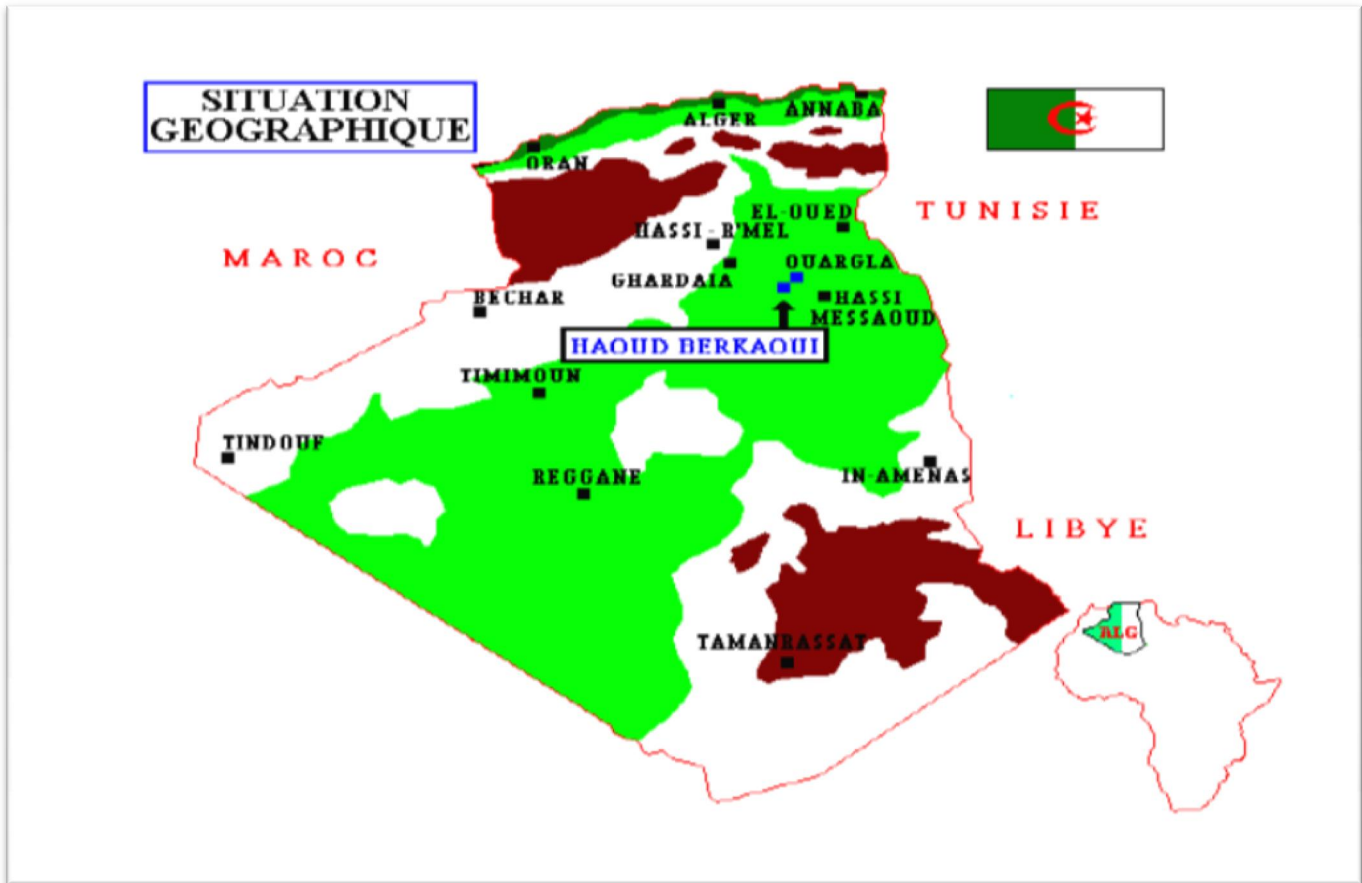 SITUATION
GEOGRAPHIQUE
ALGER
ANNABA
ORAN
TUNISIE
EL-OUED
HASSI - R'MEL
MAROC
OUARGLA
GHARDAIA
BECHAR
HASSI
MESSAOUD
HAOUD BERKAOUI
TIMIMOUN
TINDOUF
REGGANE
IN-AMENAS
LIBYE
ALG
TAMANRASSAT